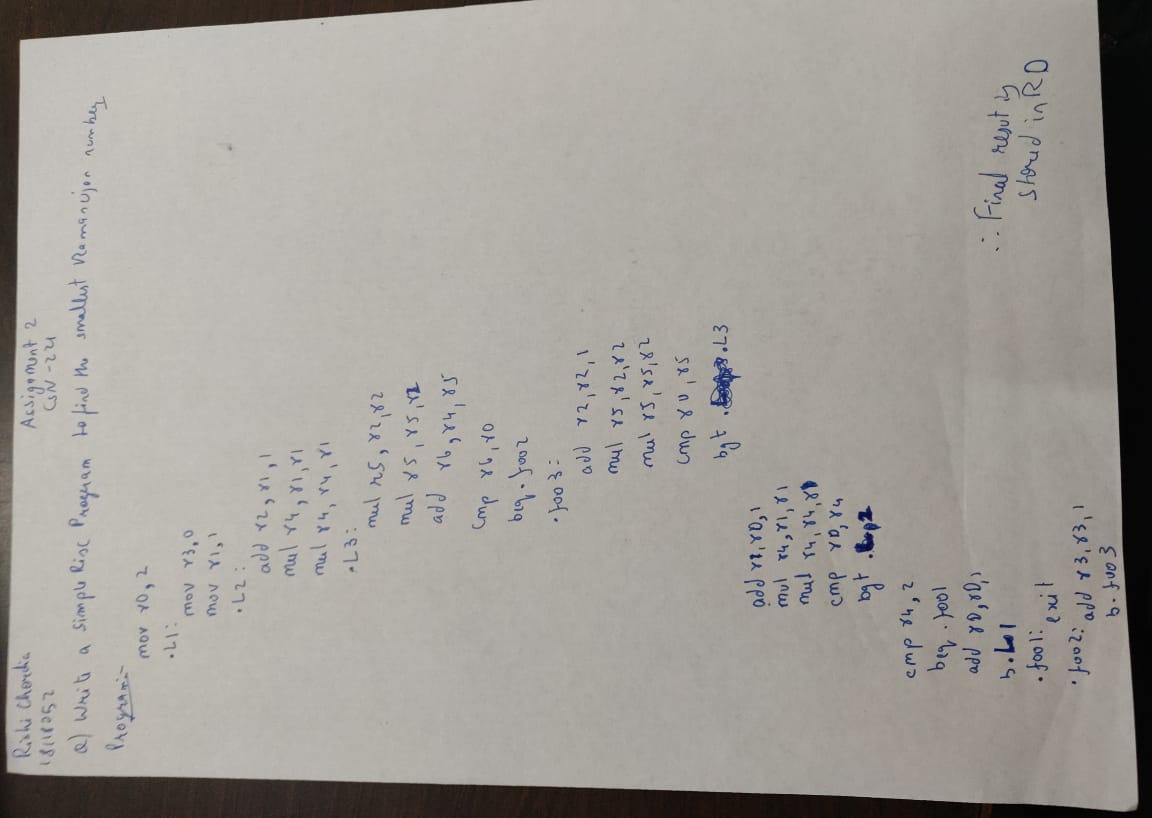 Rishi Chordia
18118052
Assignment 2
CSN-221
Q) Write a SimpleRisc Program to find the smallest Ramanujan number
Program:-
mov r0, 2
.L1:
mov r3, 0
mov r1, 1
.L2:
add r2, r1, 1
mul r4, r1, r1
mul r4, r4, r1
.L3:
mul r5, r2, r2
mul r5, r5, r2
add r6, r4, r5
cmp r6, r0
beq .foo2
.foo3:
add r2, r2, 1
mul r5, r2, r2
mul r5, r5, r2
cmp r0, r5
bgt .L3
add r1, r0, 1
mul r4, r1, r1
mul r4, r4, r1
cmp r0, r4
bgt
cmp r4, 2
beq .foo1
add r0, r0, 1
b .L1
.foo1:
exit
.foo2: add r3, r3, 1
b .foo3
∴ Final result is
stored in R0